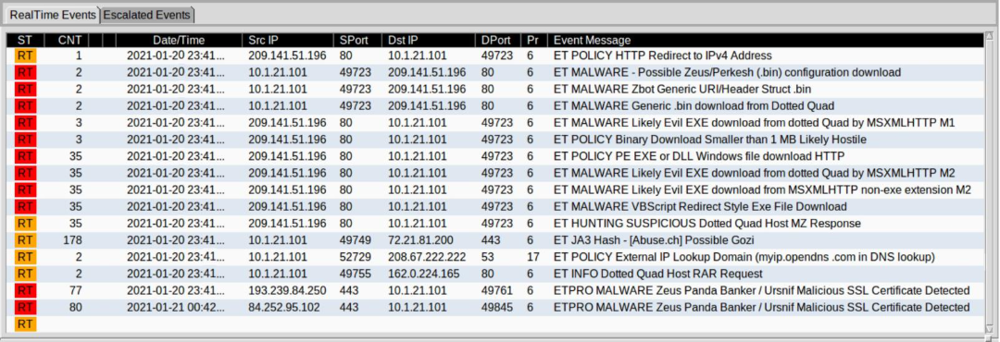 RealTime Events Escalated Events
ST CNT Date/Time Src IP SPort Dst IP DPort Pr Event Message
RT 1 2021-01-20 23:41... 209.141.51.196 80 10.1.21.101 49723 6 ET POLICY HTTP Redirect to IPv4 Address
RT 2 2021-01-20 23:41... 10.1.21.101 49723 209.141.51.196 80 6 ET MALWARE - Possible Zeus/Perkesh (.bin) configuration download
RT 2 2021-01-20 23:41... 10.1.21.101 49723 209.141.51.196 80 6 ET MALWARE Zbot Generic URI/Header Struct .bin
RT 2 2021-01-20 23:41... 10.1.21.101 49723 209.141.51.196 80 6 ET MALWARE Generic .bin download from Dotted Quad
RT 3 2021-01-20 23:41... 209.141.51.196 80 10.1.21.101 49723 6 ET MALWARE Likely Evil EXE download from dotted Quad by MSXMLHTTP M1
RT 3 2021-01-20 23:41... 209.141.51.196 80 10.1.21.101 49723 6 ET POLICY Binary Download Smaller than 1 MB Likely Hostile
RT 35 2021-01-20 23:41... 209.141.51.196 80 10.1.21.101 49723 6 ET POLICY PE EXE or DLL Windows file download HTTP
RT 35 2021-01-20 23:41... 209.141.51.196 80 10.1.21.101 49723 6 ET MALWARE Likely Evil EXE download from dotted Quad by MSXMLHTTP M2
RT 35 2021-01-20 23:41... 209.141.51.196 80 10.1.21.101 49723 6 ET MALWARE Likely Evil EXE download from MSXMLHTTP non-exe extension M2
RT 35 2021-01-20 23:41... 209.141.51.196 80 10.1.21.101 49723 6 ET MALWARE VBScript Redirect Style Exe File Download
RT 35 2021-01-20 23:41... 209.141.51.196 80 10.1.21.101 49723 6 ET HUNTING SUSPICIOUS Dotted Quad Host MZ Response
RT 178 2021-01-20 23:41... 10.1.21.101 49749 72.21.81.200 443 6 ET JA3 Hash - [Abuse.ch] Possible Gozi
RT 2 2021-01-20 23:41... 10.1.21.101 52729 208.67.222.222 53 17 ET POLICY External IP Lookup Domain (myip.opendns .com in DNS lookup)
RT 2 2021-01-20 23:41... 10.1.21.101 49755 162.0.224.165 80 6 ET INFO Dotted Quad Host RAR Request
RT 77 2021-01-20 23:41... 193.239.84.250 443 10.1.21.101 49761 6 ETPRO MALWARE Zeus Panda Banker / Ursnif Malicious SSL Certificate Detected
RT 80 2021-01-21 00:42... 84.252.95.102 443 10.1.21.101 49845 6 ETPRO MALWARE Zeus Panda Banker / Ursnif Malicious SSL Certificate Detected
RT